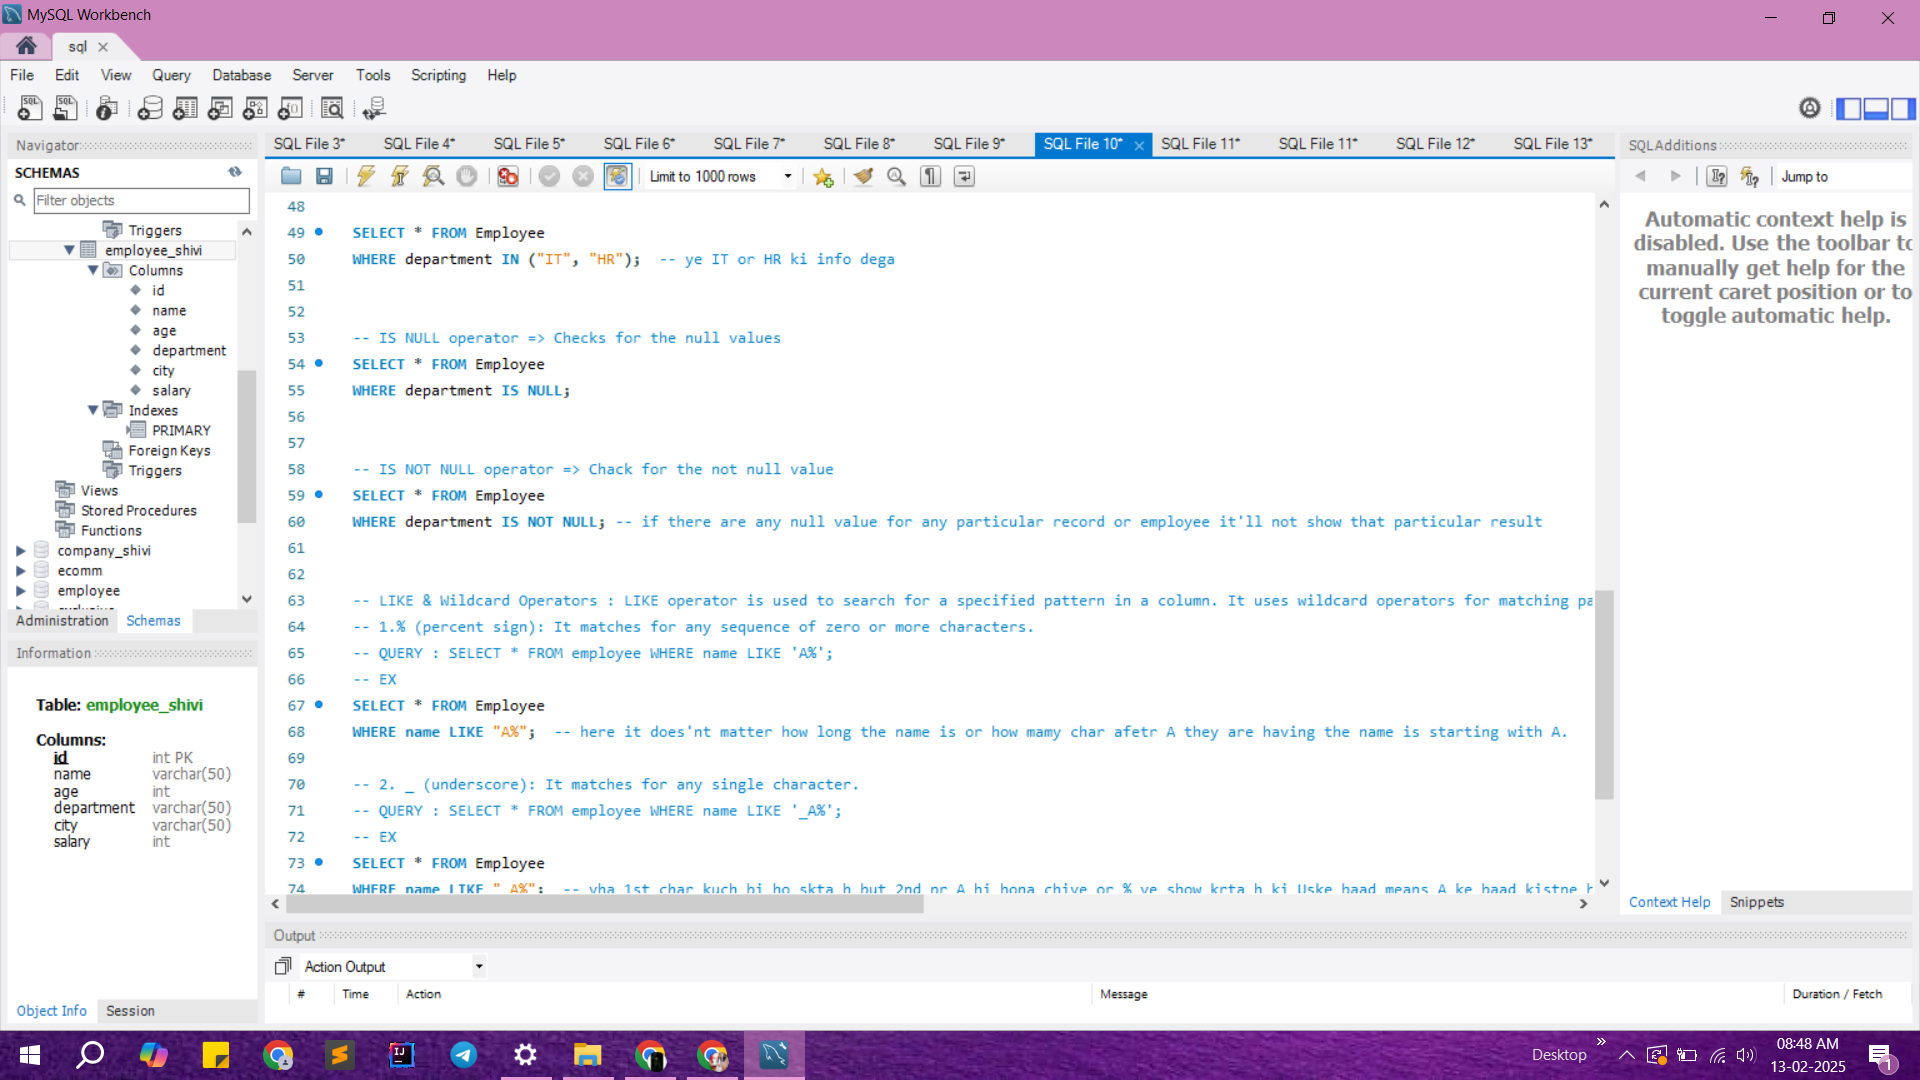 MySQL Workbench
sql
File Edit View Query Database Server Tools Scripting Help
Navigator
SCHEMAS
Filter objects
Triggers
employee_shivi
Columns
id
name
age
department
city
salary
Indexes
PRIMARY
Foreign Keys
Triggers
Views
Stored Procedures
Functions
company_shivi
ecomm
employee
Administration Schemas
Information
Table: employee_shivi
Columns:
id int PK
name varchar(50)
age int
department varchar(50)
city varchar(50)
salary int
Object Info Session
SQL File 3* SQL File 4* SQL File 5* SQL File 6* SQL File 7* SQL File 8* SQL File 9* SQL File 10* SQL File 11* SQL File 11* SQL File 12* SQL File 13*
Limit to 1000 rows
48
49 SELECT * FROM Employee
50 WHERE department IN ("IT", "HR"); -- ye IT or HR ki info dega
51
52
53 -- IS NULL operator => Checks for the null values
54 SELECT * FROM Employee
55 WHERE department IS NULL;
56
57
58 -- IS NOT NULL operator => Chack for the not null value
59 SELECT * FROM Employee
60 WHERE department IS NOT NULL; -- if there are any null value for any particular record or employee it'll not show that particular result
61
62
63 -- LIKE & Wildcard Operators : LIKE operator is used to search for a specified pattern in a column. It uses wildcard operators for matching pa
64 -- 1.% (percent sign): It matches for any sequence of zero or more characters.
65 -- QUERY : SELECT * FROM employee WHERE name LIKE 'A%';
66 -- EX
67 SELECT * FROM Employee
68 WHERE name LIKE "A%"; -- here it does'nt matter how long the name is or how mamy char afetr A they are having the name is starting with A.
69
70 -- 2. _ (underscore): It matches for any single character.
71 -- QUERY : SELECT * FROM employee WHERE name LIKE '_A%';
72 -- EX
73 SELECT * FROM Employee
74 WHERE name LIKE "_A%"; -- yha 1st char kuch bi ho skta h but 2nd pr A hi hona chiye or % ye show krta h ki Uske baad means A ke baad kistne
Output
Action Output
# Time Action Message Duration / Fetch
SQLAdditions
Jump to
Automatic context help is
disabled. Use the toolbar to
manually get help for the
current caret position or to
toggle automatic help.
Context Help Snippets
Desktop
08:48 AM
13-02-2025
1